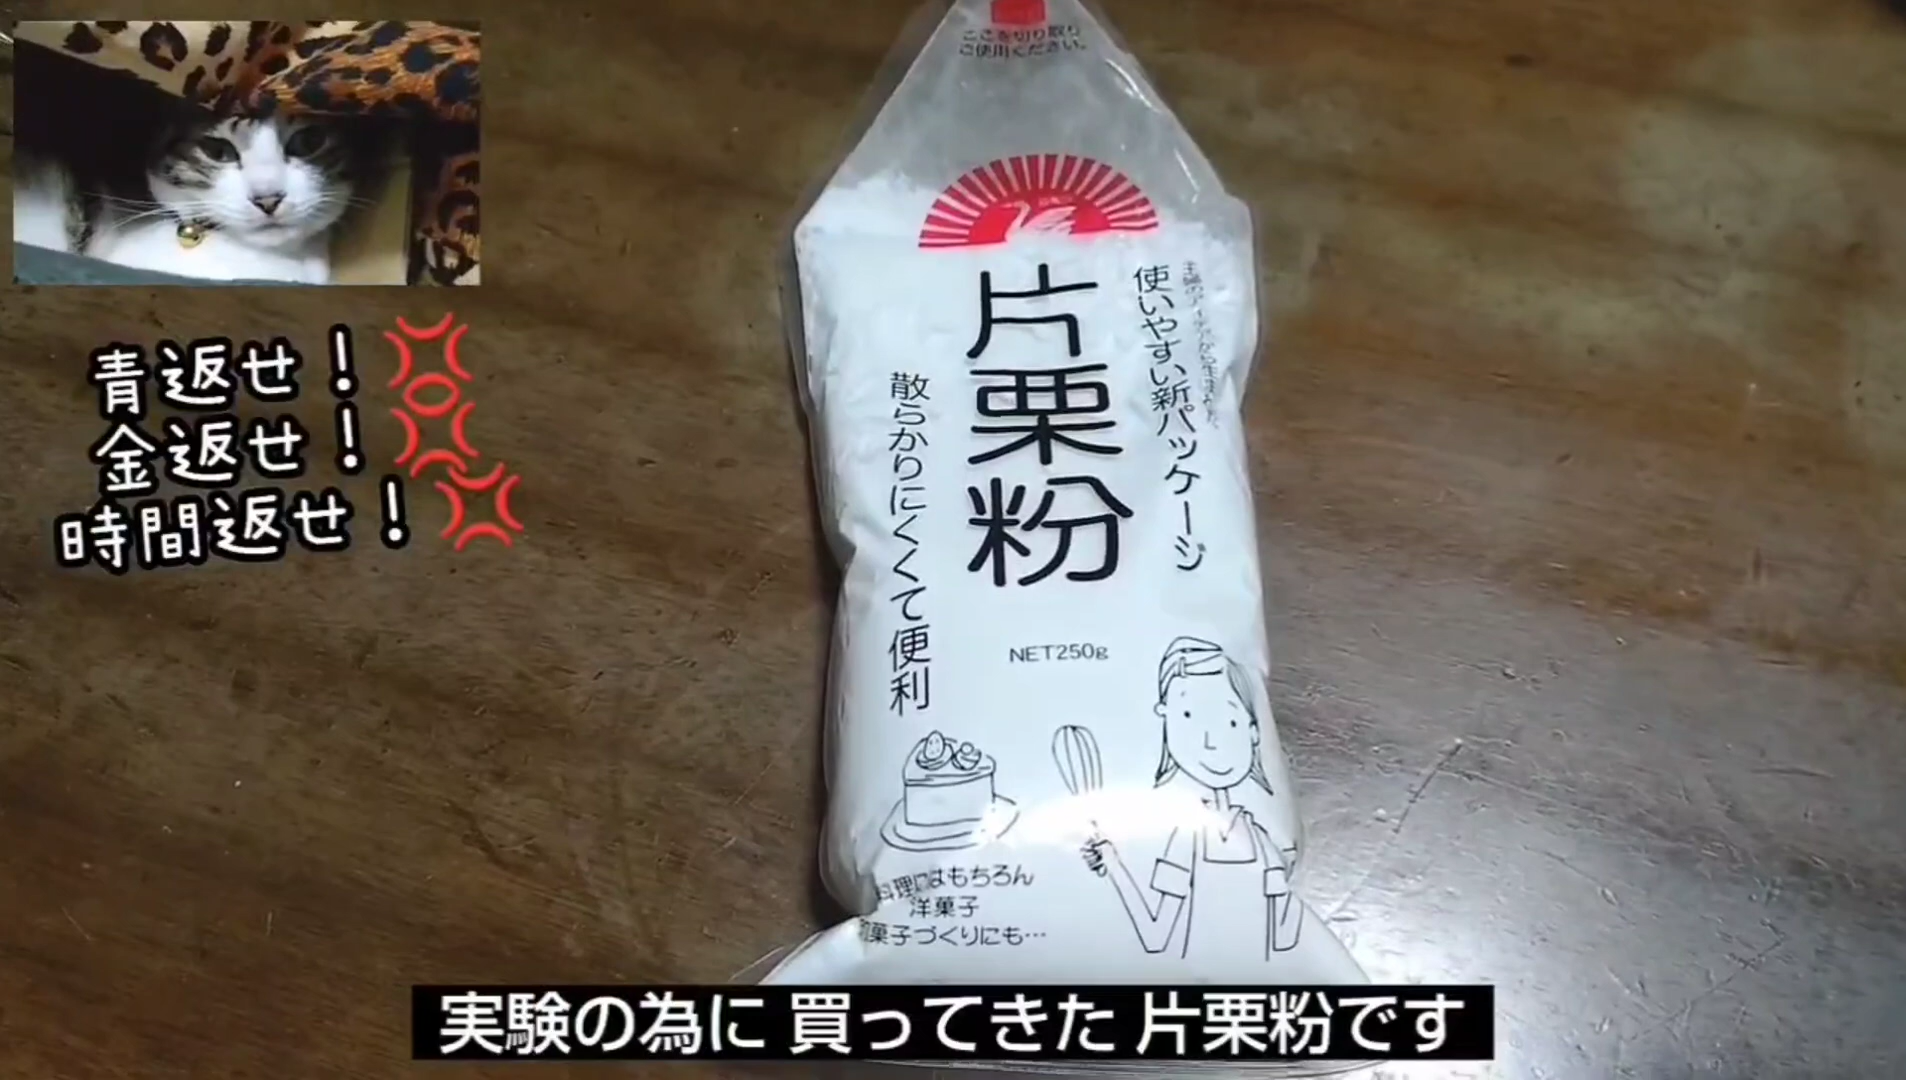 ここを切り取り
ご使用ください。
青返せ！
金返せ！
時間返せ！
使いやすい新パッケージ
片栗粉
散らかりにくくて便利
NET250g
料理にはもちろん
洋菓子
和菓子づくりにも…
実験の為に 買ってきた 片栗粉です